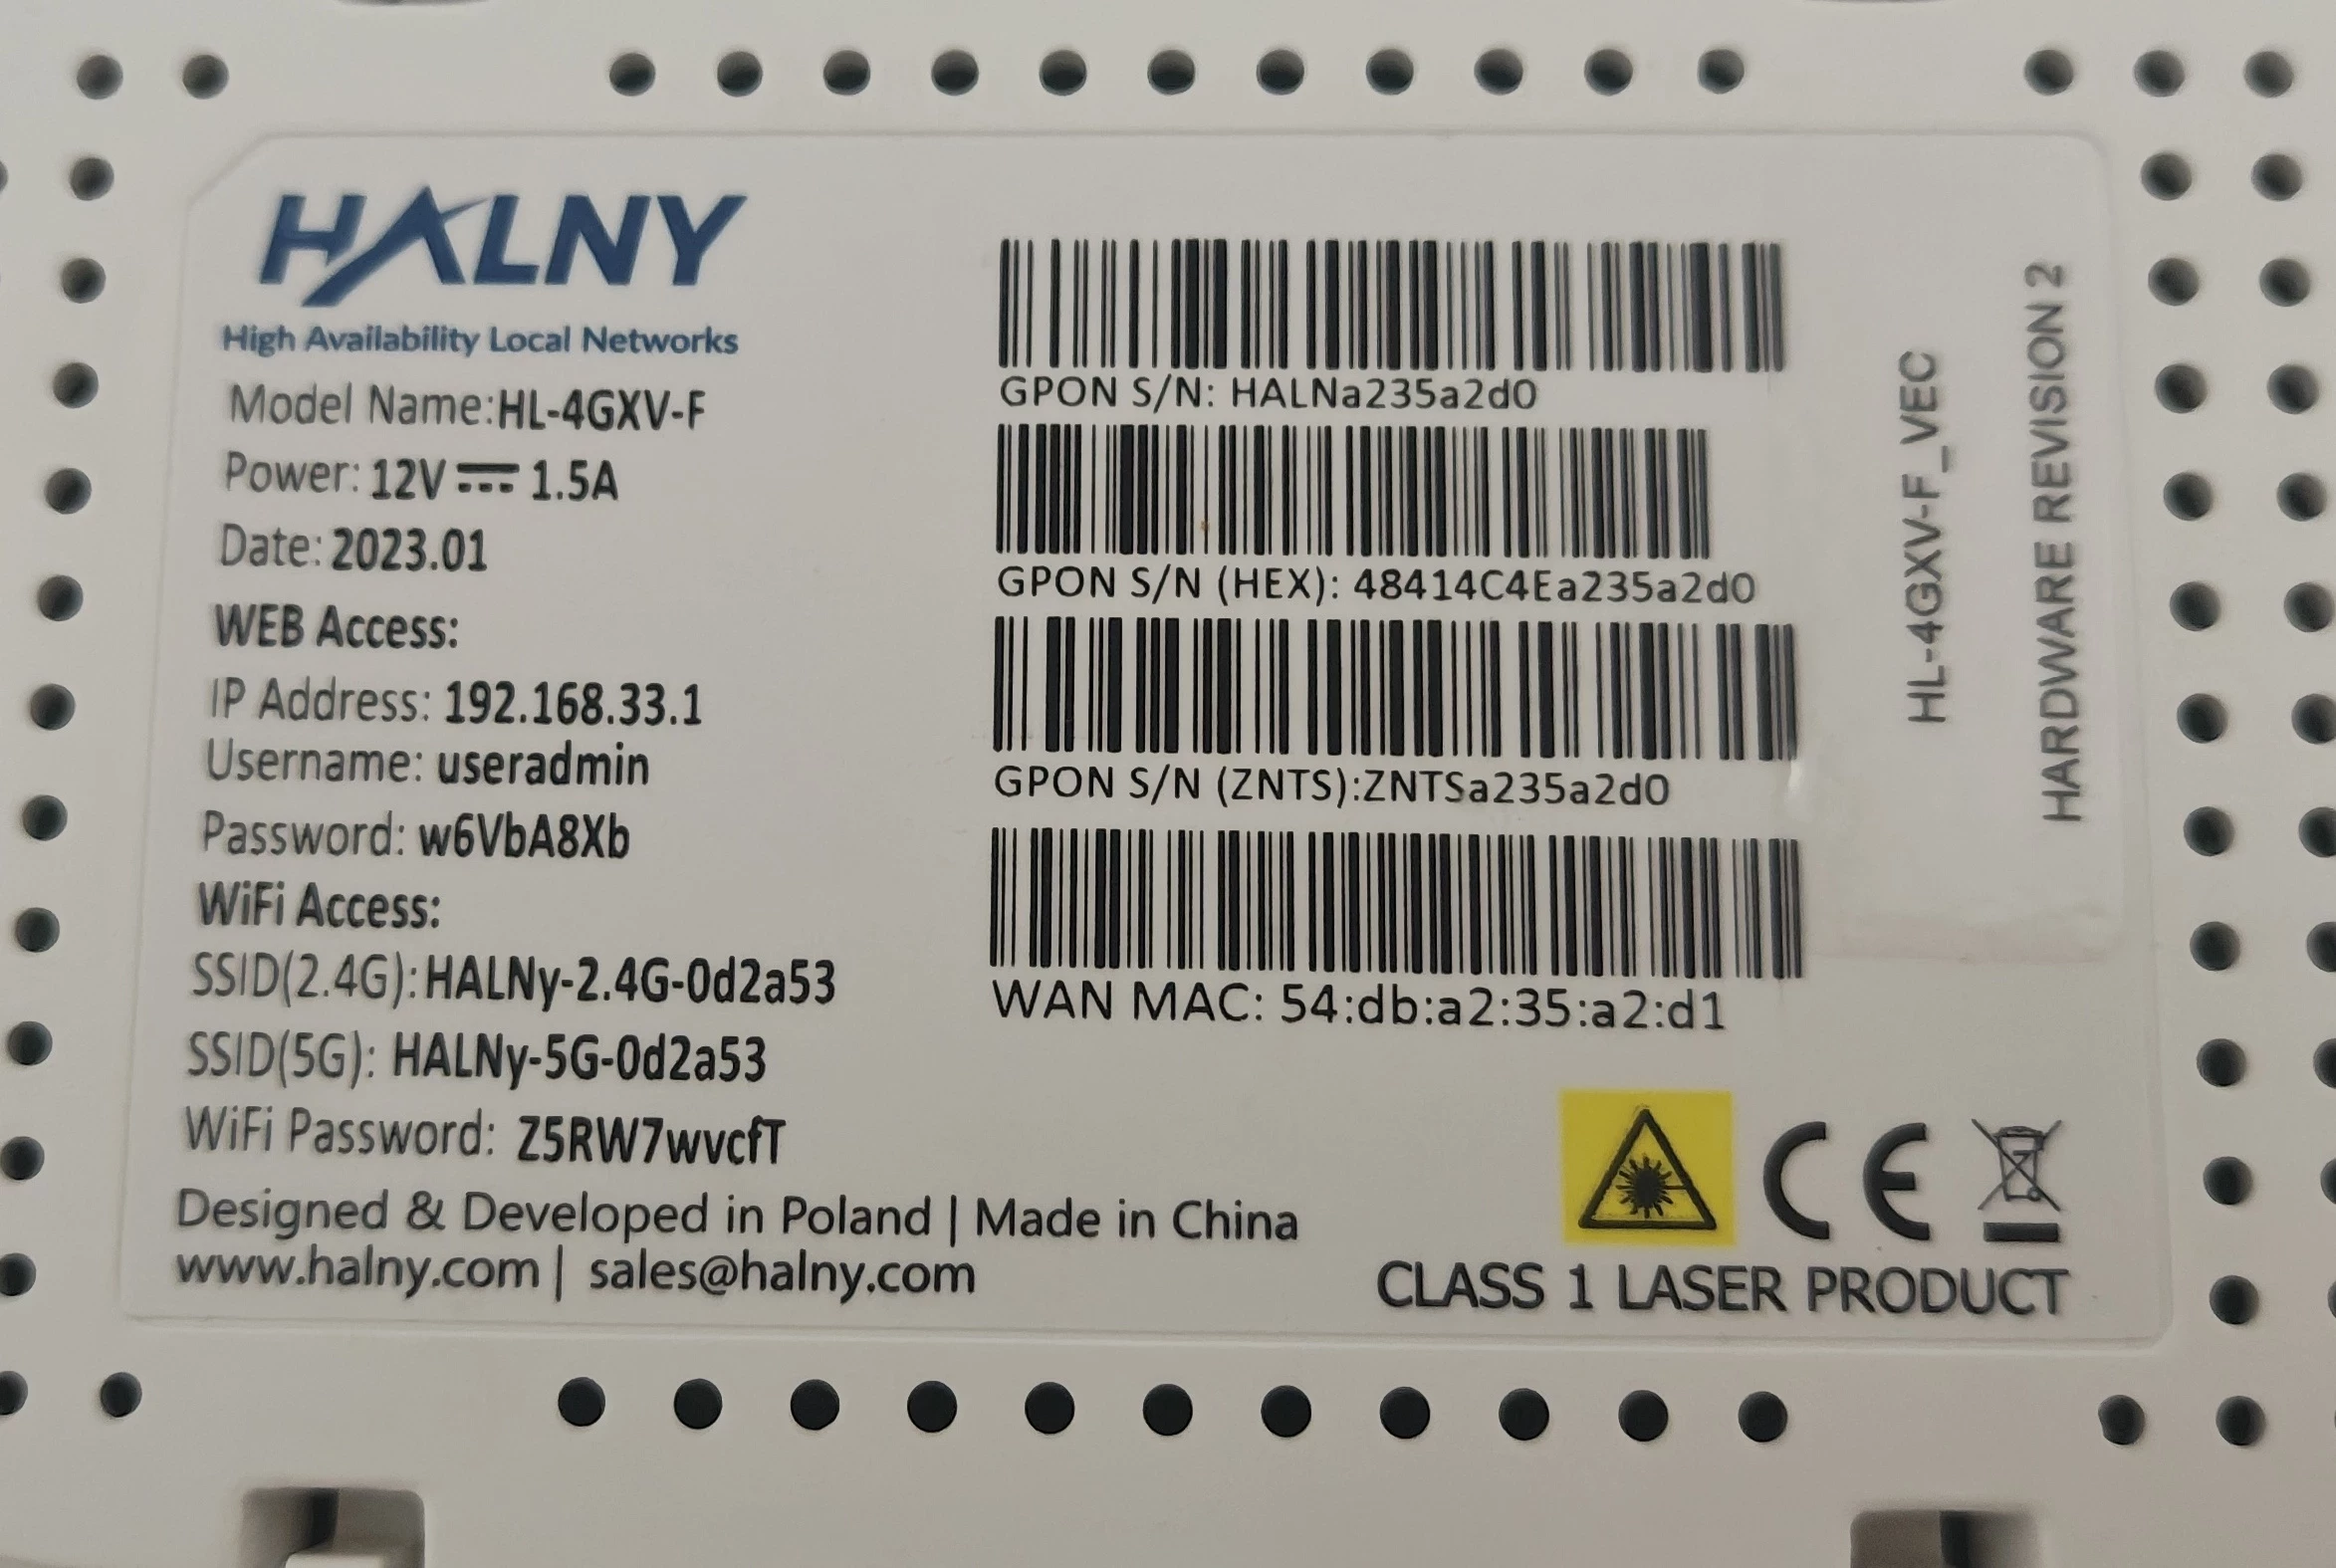 HALNY
High Availability Local Networks
Model Name:HL-4GXV-F
Power: 12V 1.5A
Date: 2023.01
WEB Access:
IP Address: 192.168.33.1
Username: useradmin
Password: w6VbA8Xb
WiFi Access:
SSID(2.4G):HALNy-2.4G-0d2a53
SSID(5G): HALNy-5G-0d2a53
WiFi Password: Z5RW7wvcfT
Designed & Developed in Poland | Made in China
www.halny.com | sales@halny.com
GPON S/N: HALNa235a2d0
GPON S/N (HEX): 48414C4Ea235a2d0
GPON S/N (ZNTS):ZNTSa235a2d0
WAN MAC: 54:db:a2:35:a2:d1
HL-4GXV-F_VEC
HARDWARE REVISION 2
CE
CLASS 1 LASER PRODUCT